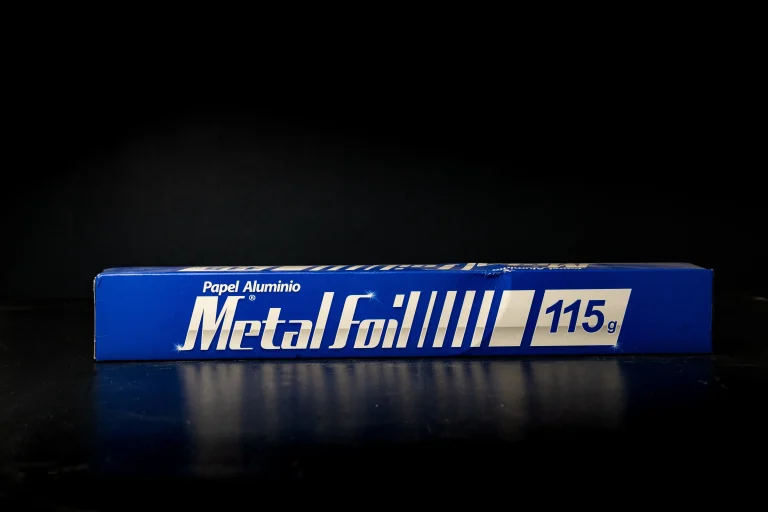 Papel Aluminio
Metal Foil®
115g